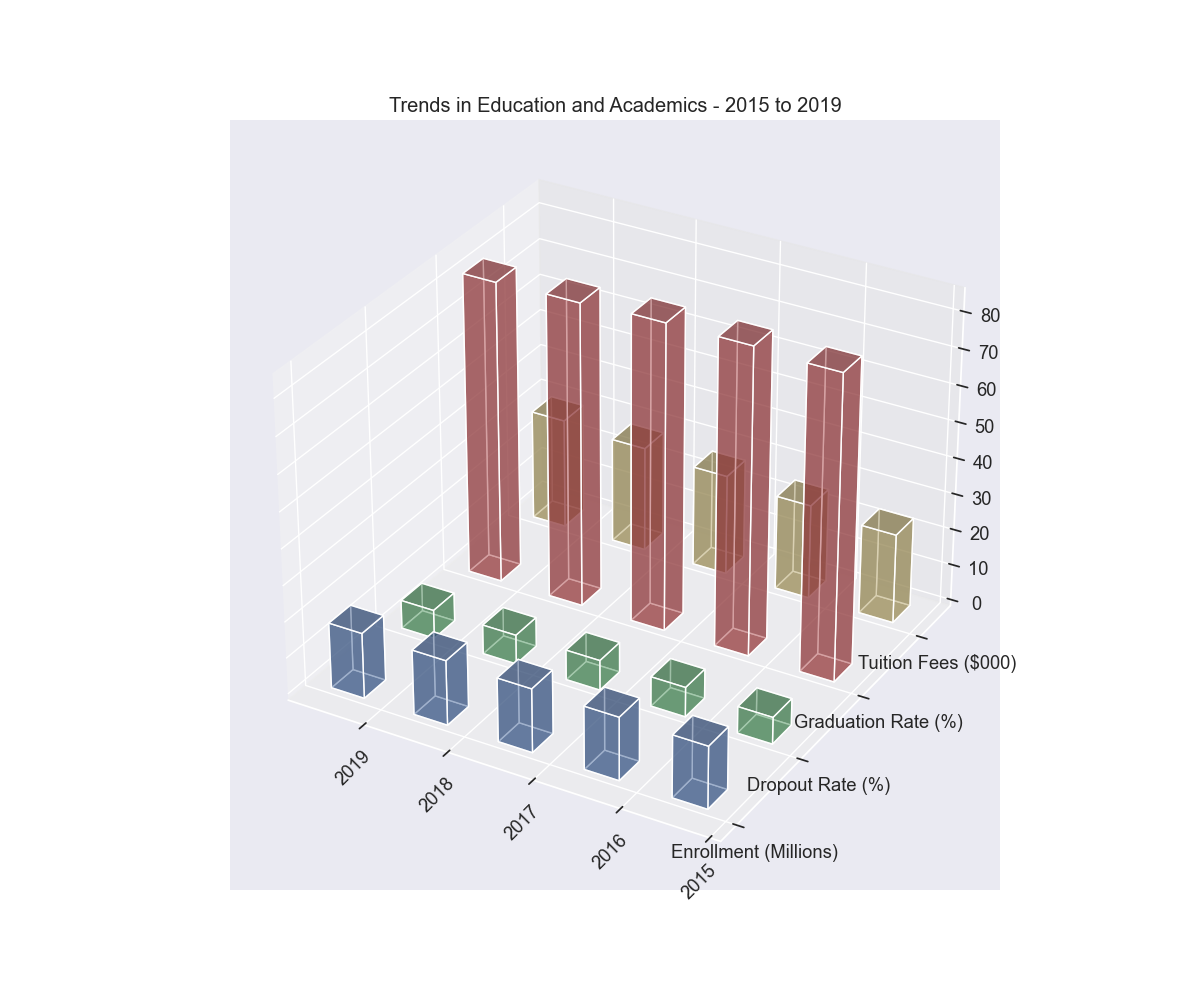 Trends in Education and Academics - 2015 to 2019
80
70
60
50
40
30
20
10
0
Tuition Fees ($000)
Graduation Rate (%)
Dropout Rate (%)
Enrollment (Millions)
2019
2018
2017
2016
2015